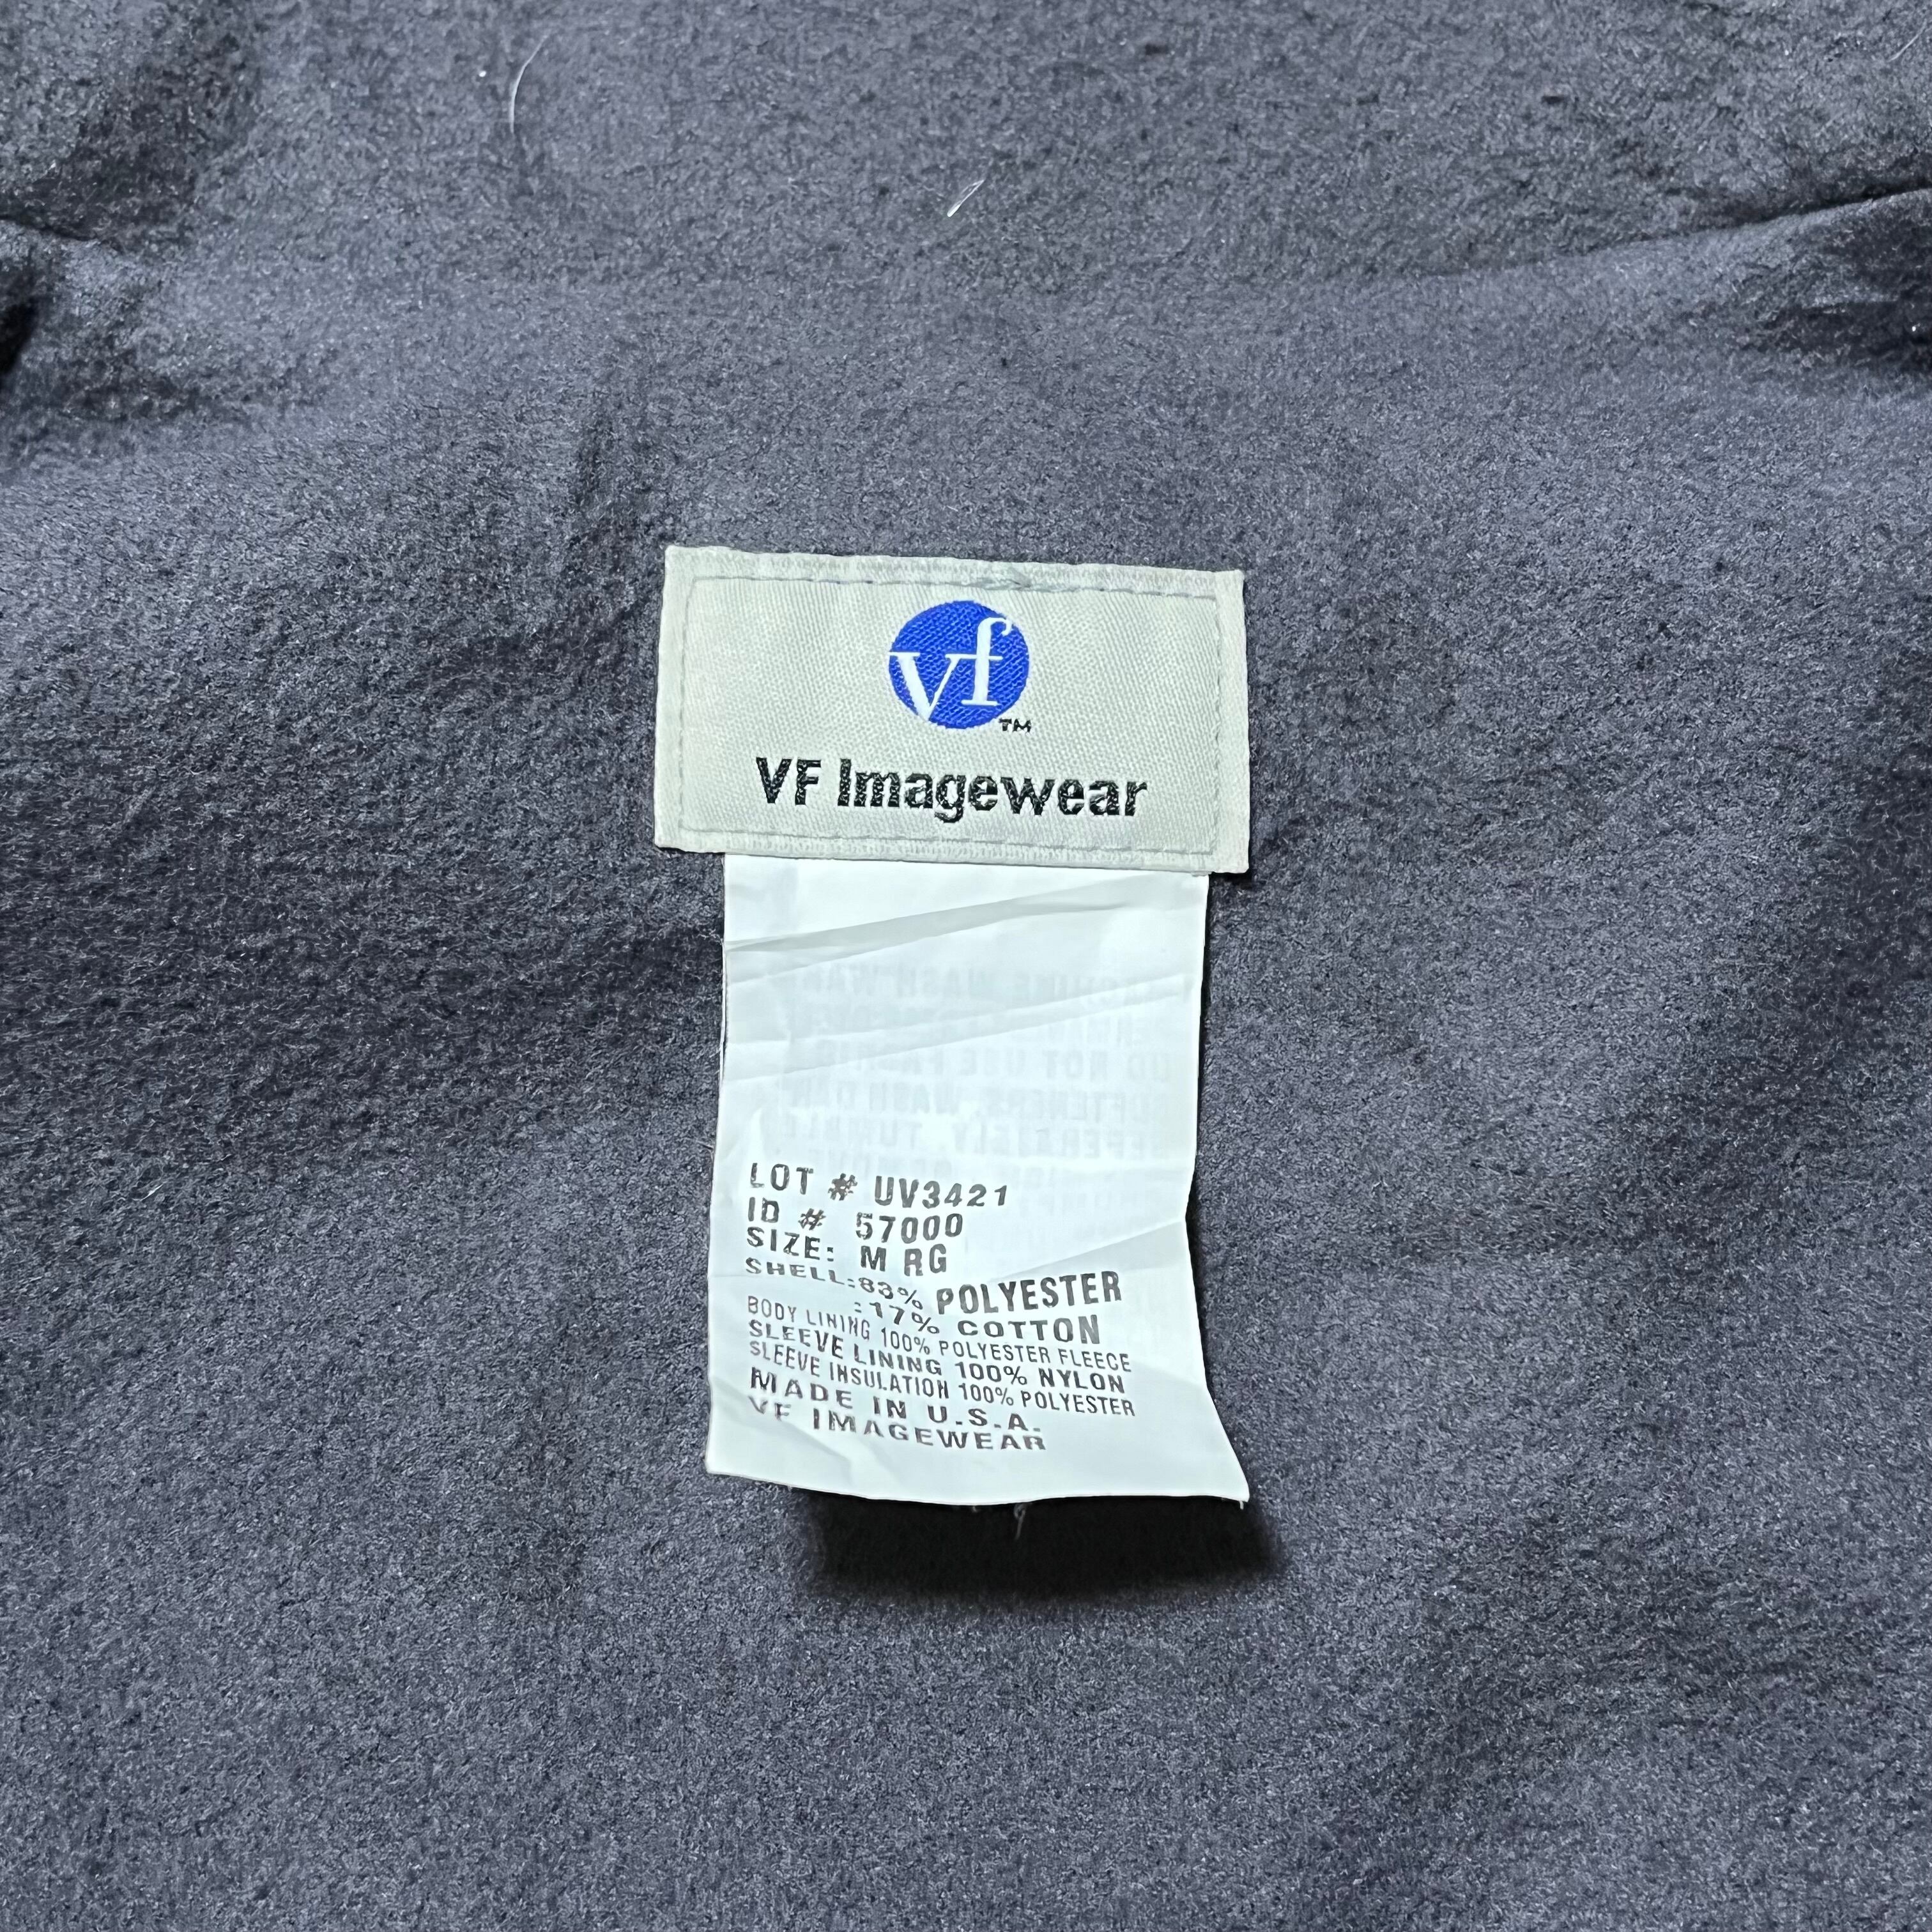 vf
TM
VF Imagewear
LOT # UV3421
ID # 57000
SIZE: M RG
SHELL:83% POLYESTER
:17% COTTON
BODY LINING 100% POLYESTER FLEECE
SLEEVE LINING 100% NYLON
SLEEVE INSULATION 100% POLYESTER
MADE IN U.S.A.
VF IMAGEWEAR